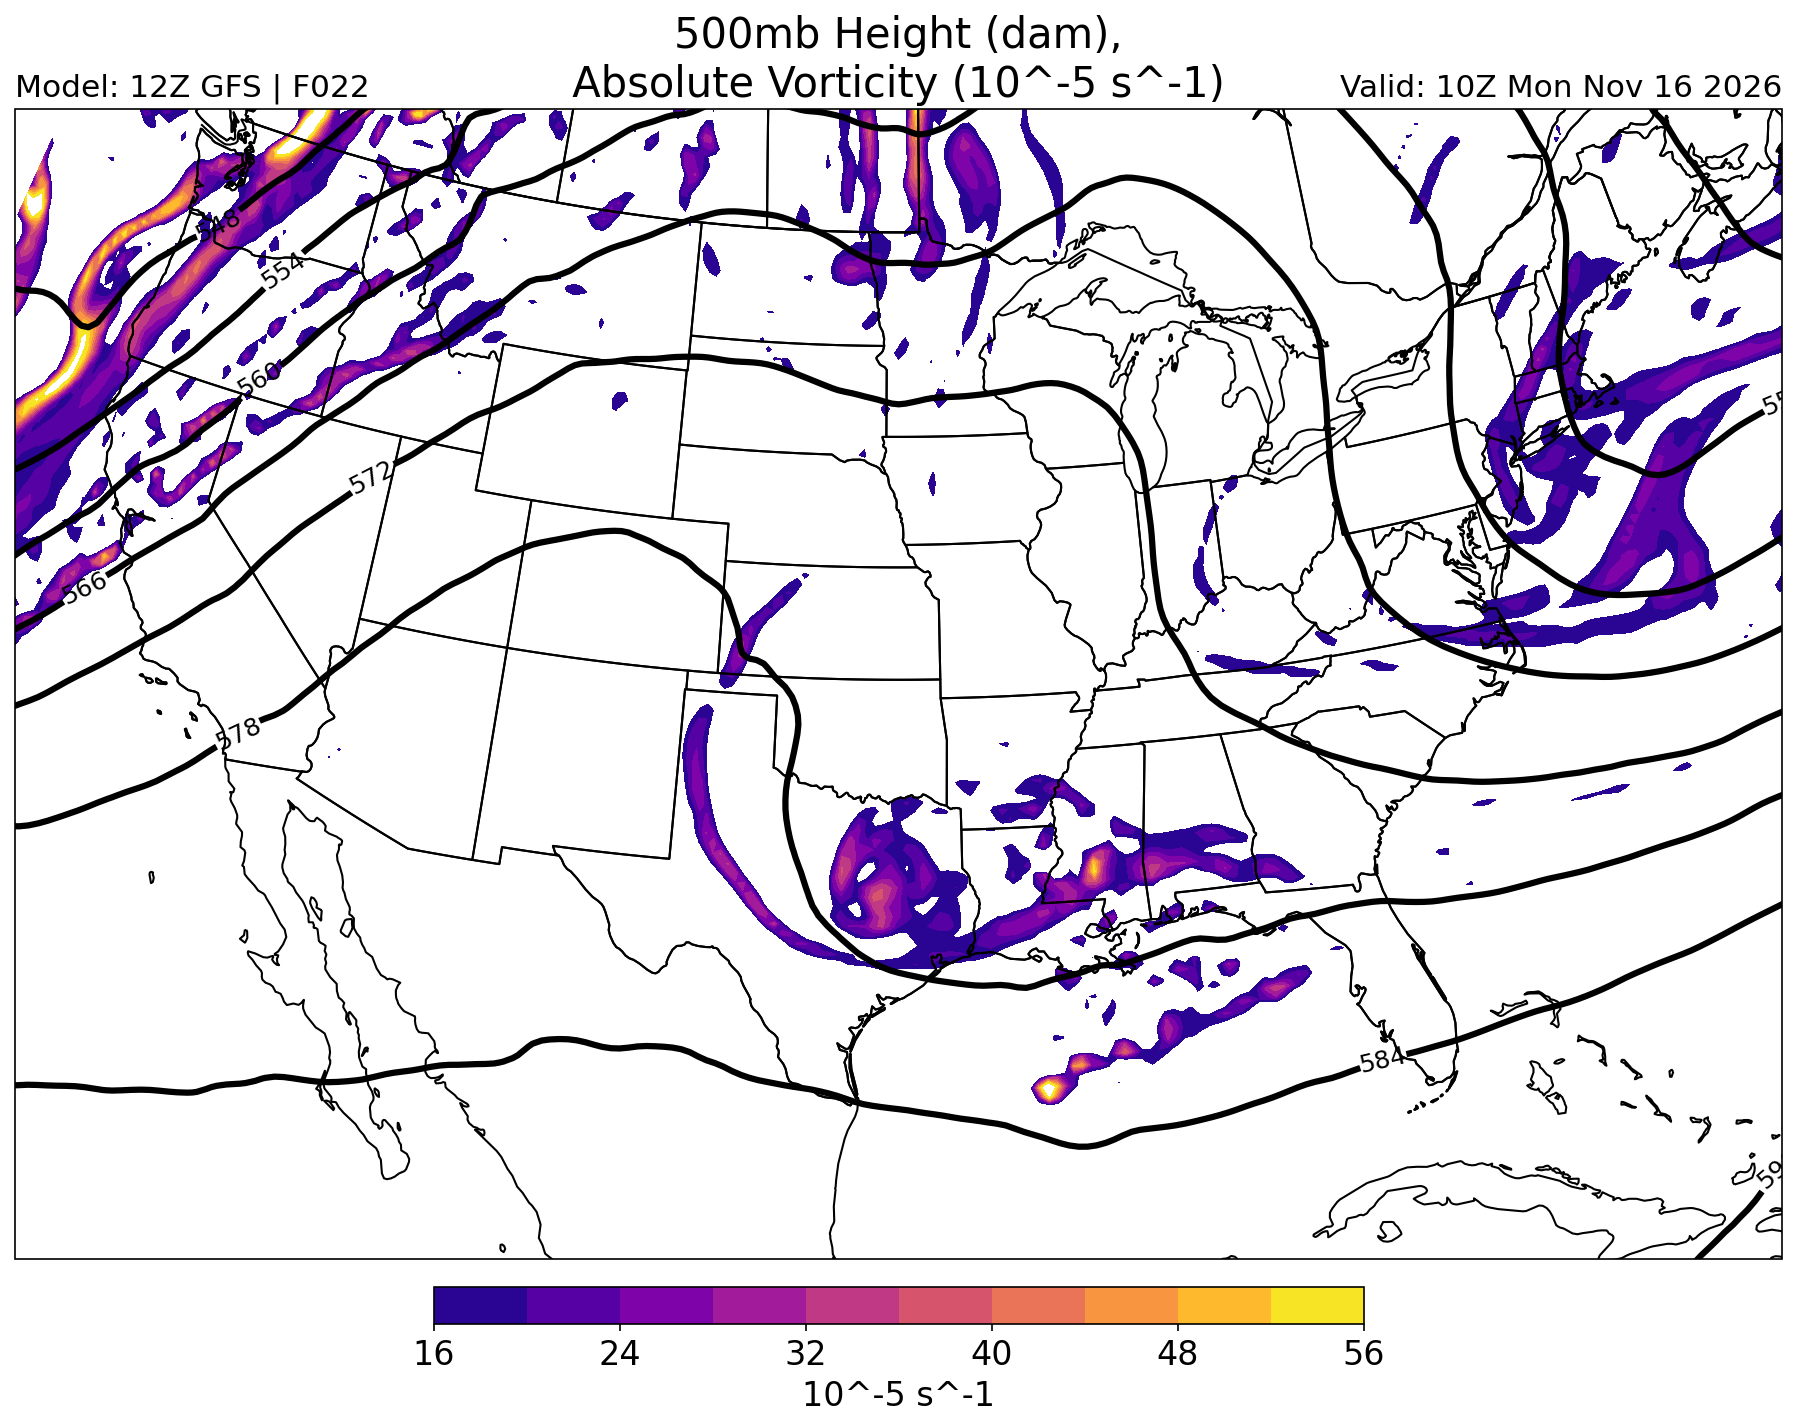 500mb Height (dam),
Absolute Vorticity (10^-5 s^-1)
Model: 12Z GFS | F022
Valid: 10Z Mon Nov 16 2026
548
554
560
566
572
578
584
16 24 32 40 48 56
10^-5 s^-1